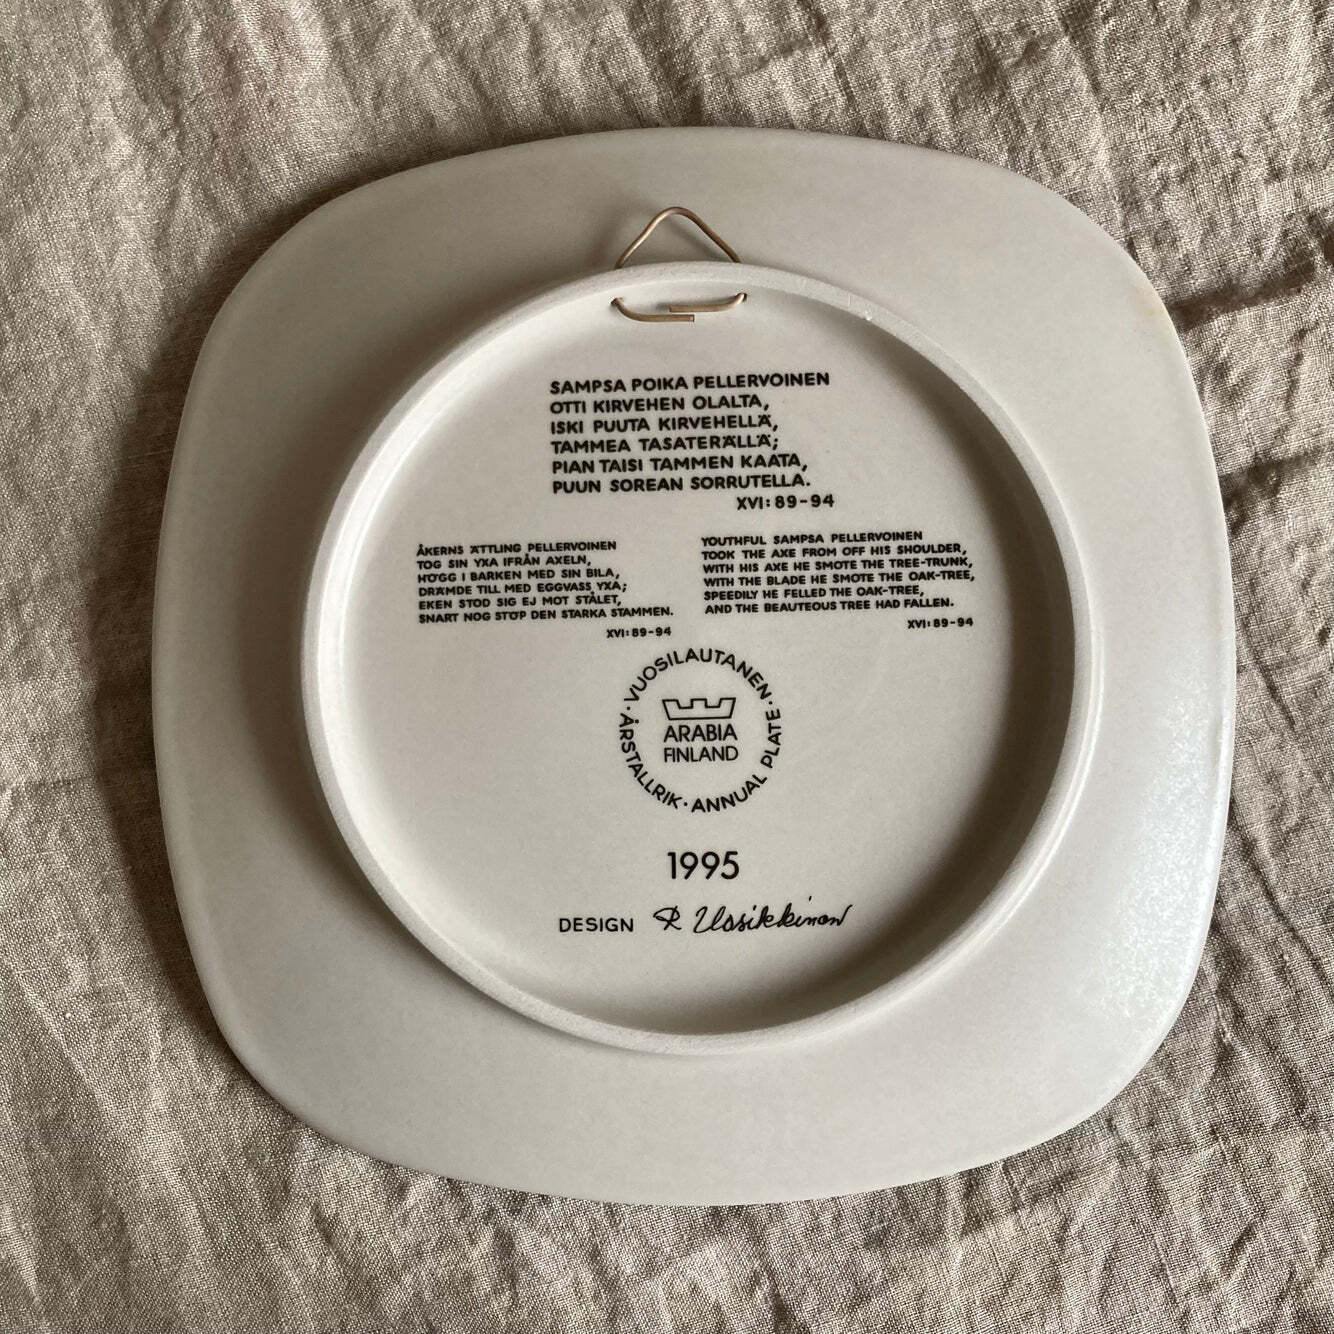 SAMPSA POIKA PELLERVOINEN
OTTI KIRVEHEN OLALTA,
ISKI PUUTA KIRVEHELLÄ,
TAMMEA TASATERÄLLÄ;
PIAN TAISI TAMMEN KAATA,
PUUN SOREAN SORRUTELLA.
XVI: 89-94
ÅKERNS ÄTTLING PELLERVOINEN
TOG SIN YXA IFRÅN AXELN,
HÖGG I BARKEN MED SIN BILA,
DRÄMDE TILL MED EGGVASS YXA;
EKEN STOD SIG EJ MOT STÅLET,
SNART NOG STÖP DEN STARKA STAMMEN.
XVI: 89-94
YOUTHFUL SAMPSA PELLERVOINEN
TOOK THE AXE FROM OFF HIS SHOULDER,
WITH HIS AXE HE SMOTE THE TREE-TRUNK,
WITH THE BLADE HE SMOTE THE OAK-TREE,
SPEEDILY HE FELLED THE OAK-TREE,
AND THE BEAUTEOUS TREE HAD FALLEN.
XVI: 89-94
· VUOSILAUTANEN ·
ANNUAL PLATE
· ÅRSTALLRIK ·
ARABIA
FINLAND
1995
DESIGN R Uosikkinen